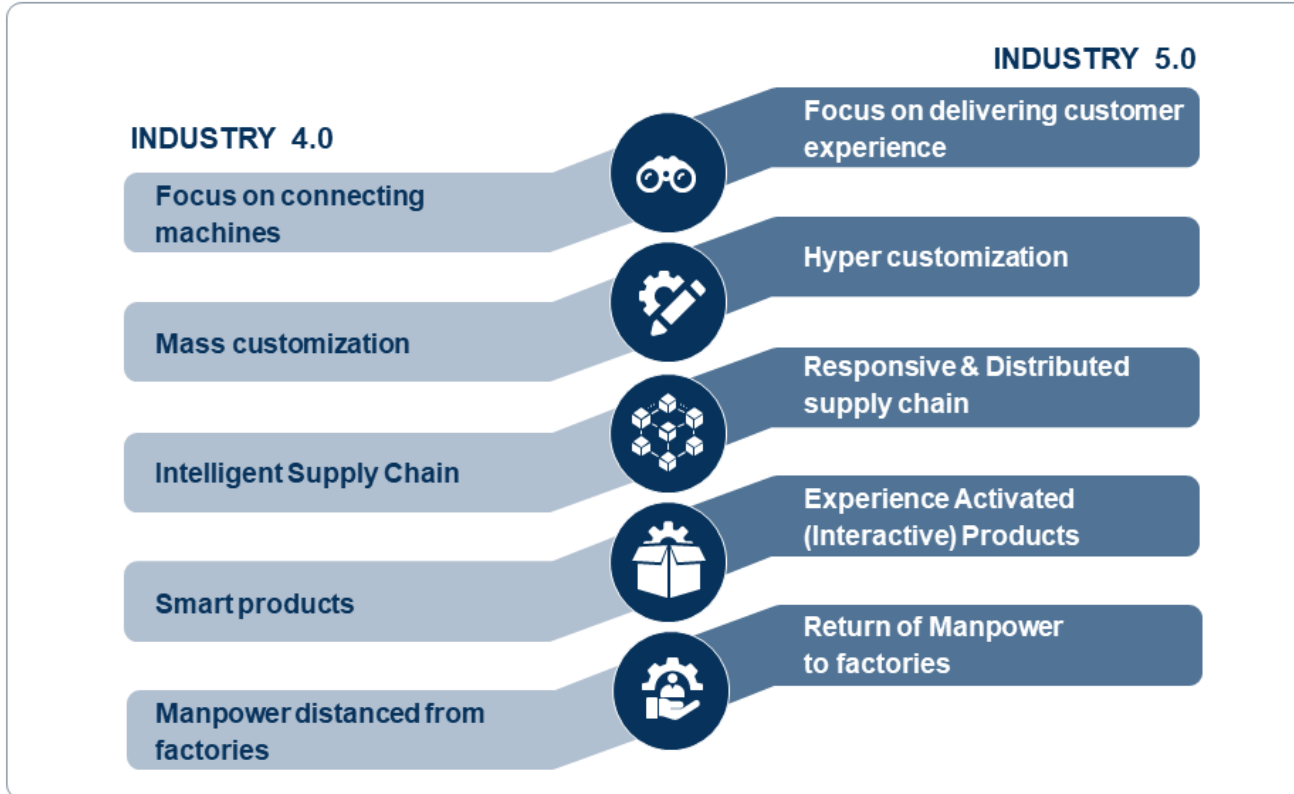 INDUSTRY 4.0
Focus on connecting
machines
Mass customization
Intelligent Supply Chain
Smart products
Manpower distanced from
factories
INDUSTRY 5.0
Focus on delivering customer
experience
Hyper customization
Responsive & Distributed
supply chain
Experience Activated
(Interactive) Products
Return of Manpower
to factories